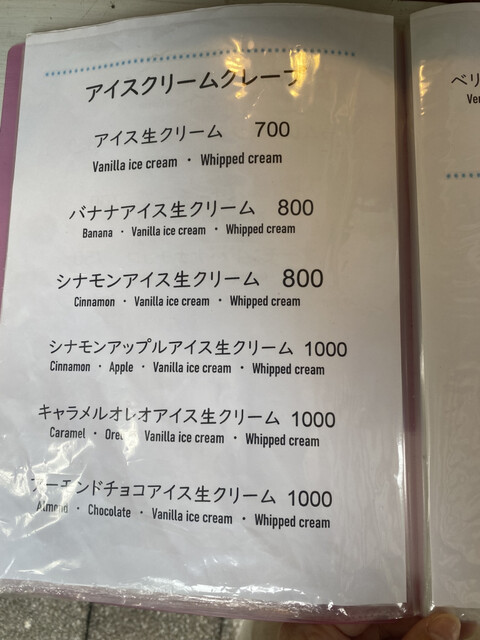 アイスクリームクレープ
アイス生クリーム 700
Vanilla ice cream ・ Whipped cream
バナナアイス生クリーム 800
Banana ・ Vanilla ice cream ・ Whipped cream
シナモンアイス生クリーム 800
Cinnamon ・ Vanilla ice cream ・ Whipped cream
シナモンアップルアイス生クリーム 1000
Cinnamon ・ Apple ・ Vanilla ice cream ・ Whipped cream
キャラメルオレオアイス生クリーム 1000
Caramel ・ Oreo Vanilla ice cream ・ Whipped cream
アーモンドチョコアイス生クリーム 1000
Almond ・ Chocolate ・ Vanilla ice cream ・ Whipped cream